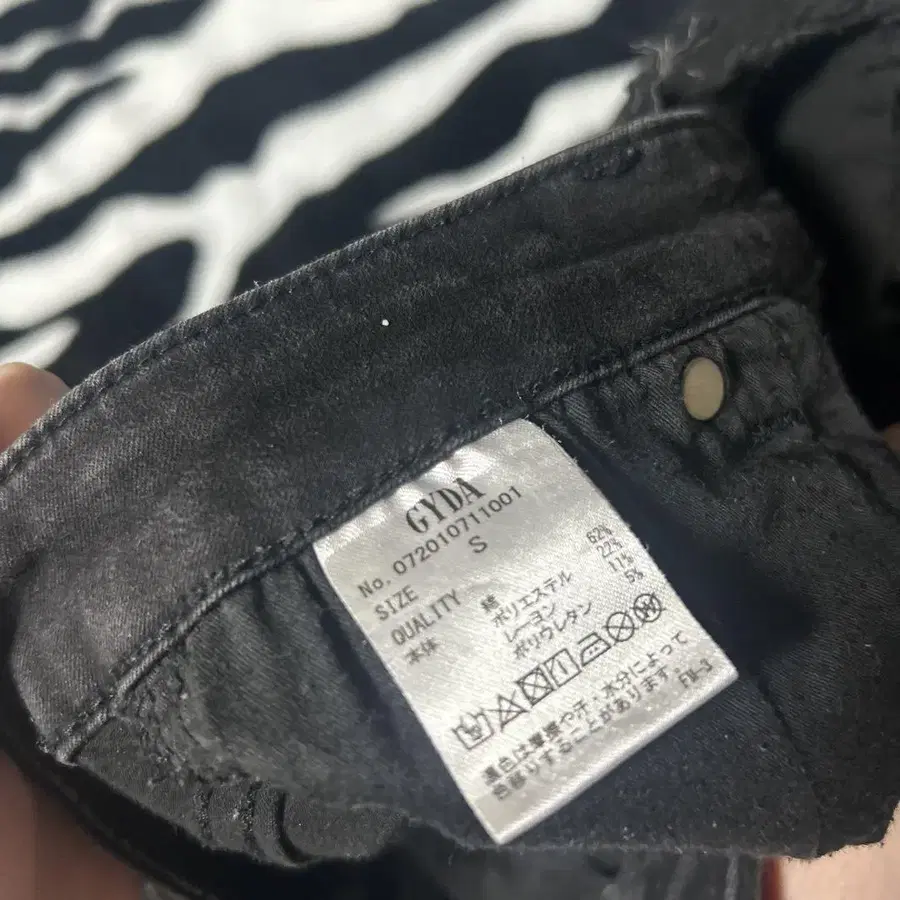 GYDA
No. 072010711001
SIZE S
QUALITY
本体 綿 62%
ポリエステル 22%
レーヨン 11%
ポリウレタン 5%
濃色は摩擦や汗・水分によって
色移りすることがあります。